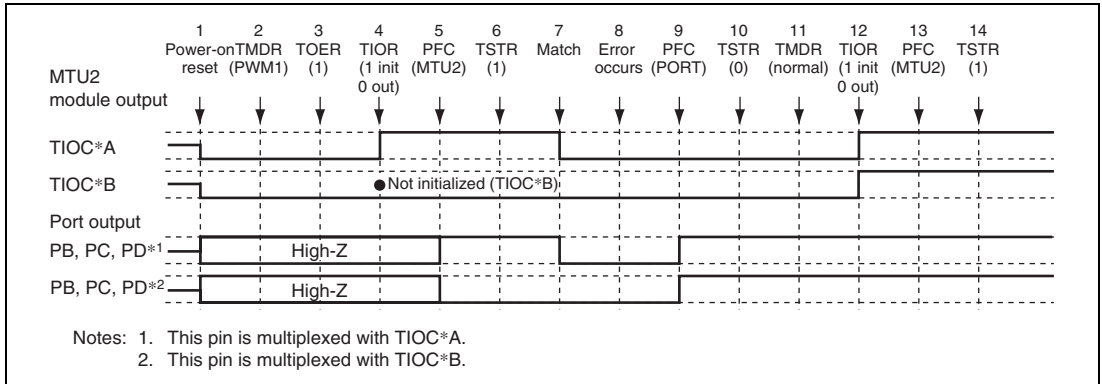 1 2 3 4 5 6 7 8 9 10 11 12 13 14
Power-on TMDR TOER TIOR PFC TSTR Match Error PFC TSTR TMDR TIOR PFC TSTR
reset (PWM1) (1) (1 init (MTU2) (1) occurs (PORT) (0) (normal) (1 init (MTU2) (1)
0 out) 0 out)
MTU2
module output
TIOC*A
TIOC*B
●Not initialized (TIOC*B)
Port output
PB, PC, PD*1
High-Z
PB, PC, PD*2
High-Z
Notes: 1. This pin is multiplexed with TIOC*A.
2. This pin is multiplexed with TIOC*B.